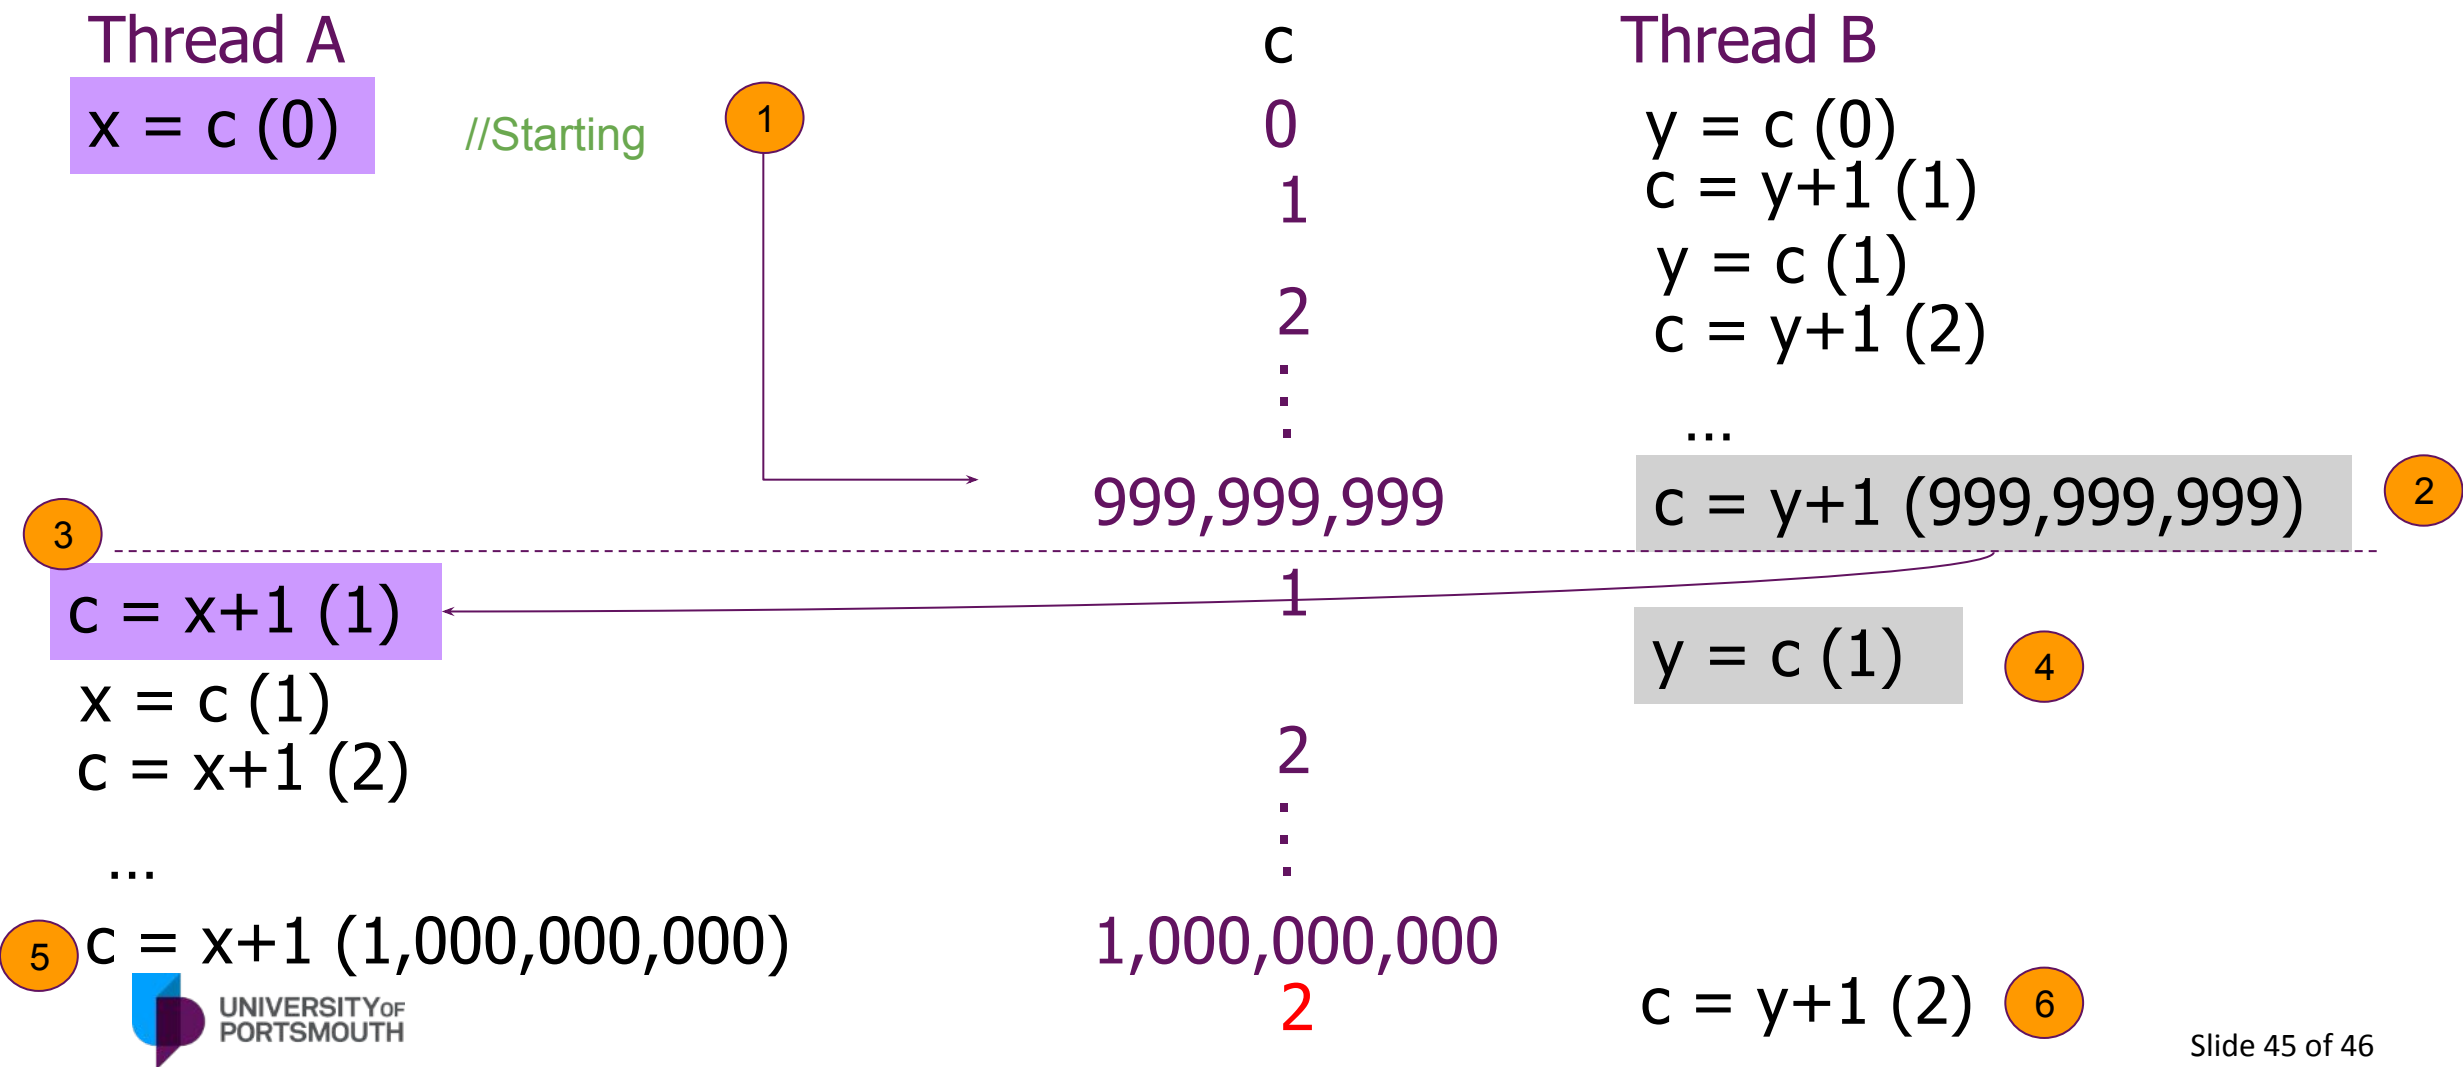 Thread A
c
Thread B
x = c (0)
//Starting
1
0
y = c (0)
1
c = y+1 (1)
y = c (1)
2
c = y+1 (2)
.
.
.
...
999,999,999
c = y+1 (999,999,999)
2
3
c = x+1 (1)
1
y = c (1)
4
x = c (1)
2
c = x+1 (2)
.
.
.
...
5
c = x+1 (1,000,000,000)
1,000,000,000
2
c = y+1 (2)
6
UNIVERSITY OF
PORTSMOUTH
Slide 45 of 46